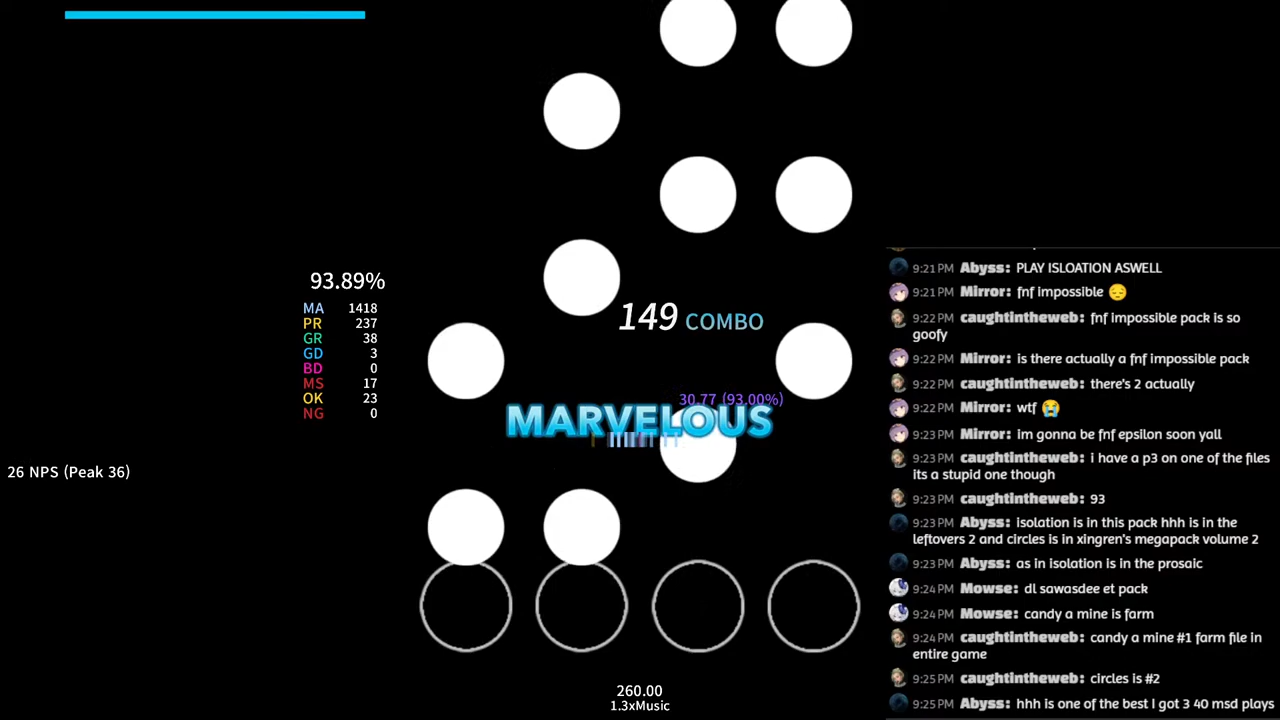 93.89%
MA 1418
PR 237
GR 38
GD 3
BD 0
MS 17
OK 23
NG 0
26 NPS (Peak 36)
149 COMBO
30.77 (93.00%)
MARVELOUS
260.00
1.3xMusic
9:21 PM Abyss: PLAY ISLOATION ASWELL
9:21 PM Mirror: fnf impossible 😔
9:22 PM caughtintheweb: fnf impossible pack is so
goofy
9:22 PM Mirror: is there actually a fnf impossible pack
9:22 PM caughtintheweb: there's 2 actually
9:22 PM Mirror: wtf 😭
9:23 PM Mirror: im gonna be fnf epsilon soon yall
9:23 PM caughtintheweb: i have a p3 on one of the files
its a stupid one though
9:23 PM caughtintheweb: 93
9:23 PM Abyss: isolation is in this pack hhh is in the
leftovers 2 and circles is in xingren's megapack volume 2
9:23 PM Abyss: as in isolation is in the prosaic
9:24 PM Mowse: dl sawasdee et pack
9:24 PM Mowse: candy a mine is farm
9:24 PM caughtintheweb: candy a mine #1 farm file in
entire game
9:25 PM caughtintheweb: circles is #2
9:25 PM Abyss: hhh is one of the best I got 3 40 msd plays